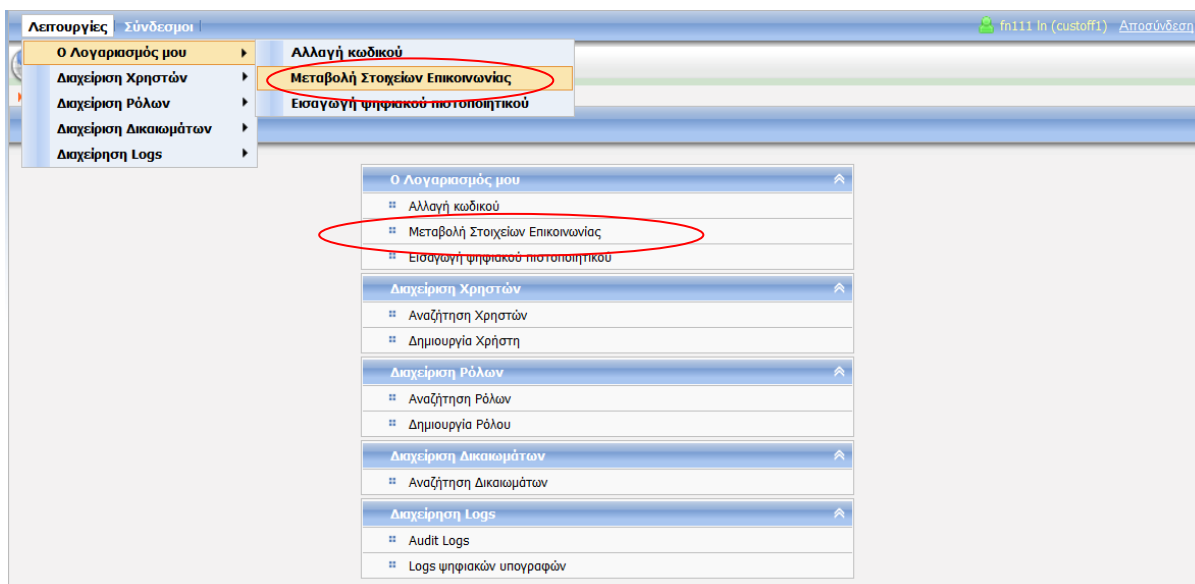 Λειτουργίες Σύνδεσμοι fn111 ln (custoff1) Αποσύνδεση
Ο Λογαριασμός μου Αλλαγή κωδικού
Διαχείριση Χρηστών Μεταβολή Στοιχείων Επικοινωνίας
Διαχείριση Ρόλων Εισαγωγή ψηφιακού πιστοποιητικού
Διαχείριση Δικαιωμάτων
Διαχείρηση Logs
Ο Λογαριασμός μου
Αλλαγή κωδικού
Μεταβολή Στοιχείων Επικοινωνίας
Εισαγωγή ψηφιακού πιστοποιητικού
Διαχείριση Χρηστών
Αναζήτηση Χρηστών
Δημιουργία Χρήστη
Διαχείριση Ρόλων
Αναζήτηση Ρόλων
Δημιουργία Ρόλου
Διαχείριση Δικαιωμάτων
Αναζήτηση Δικαιωμάτων
Διαχείρηση Logs
Audit Logs
Logs ψηφιακών υπογραφών